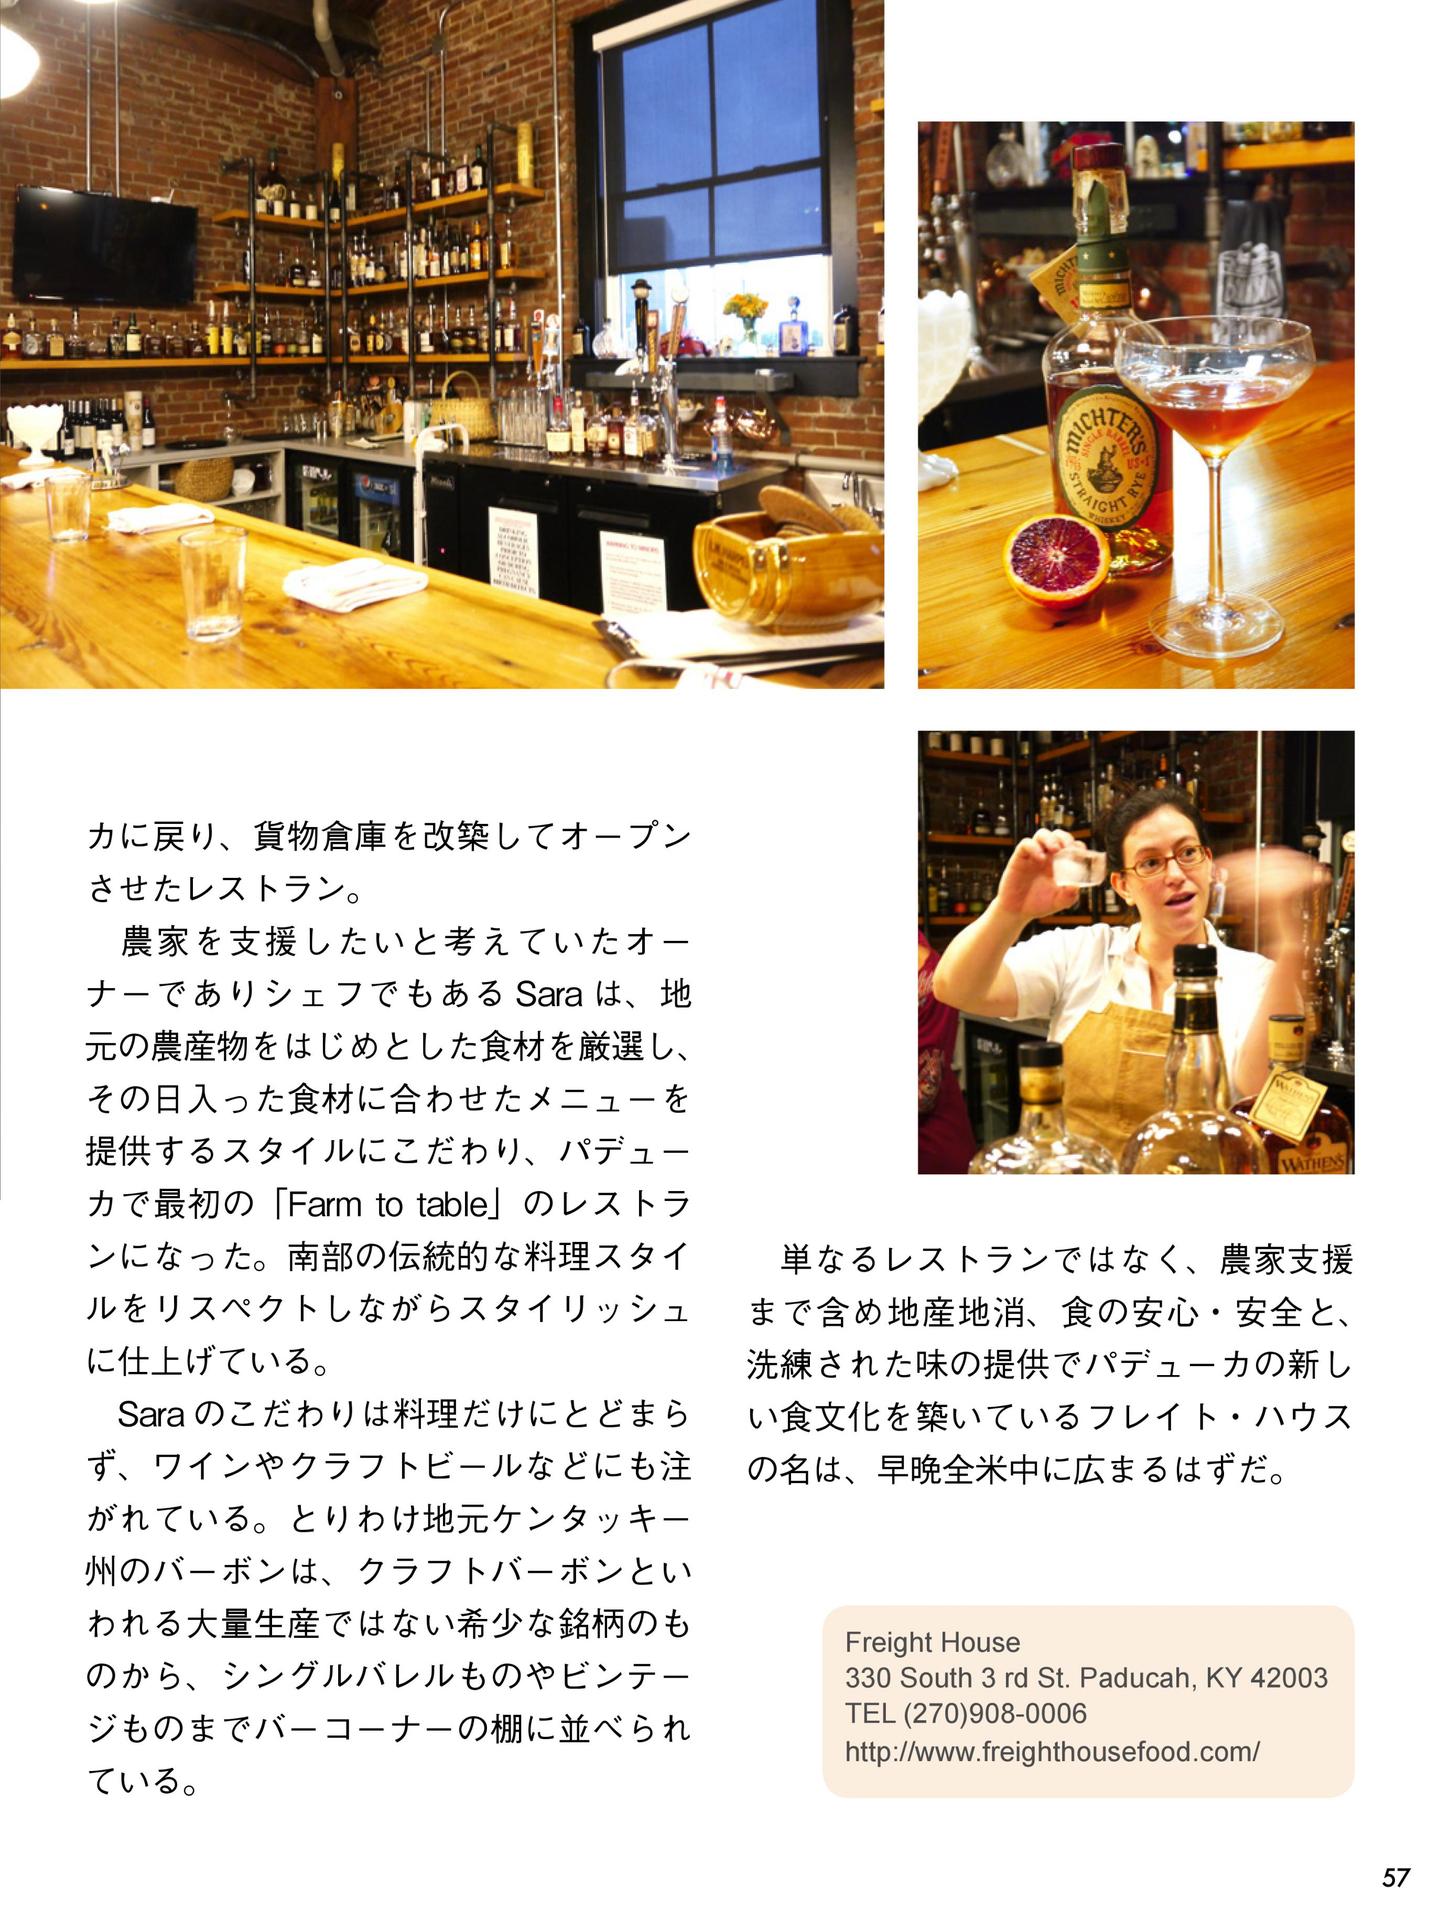 MICHTER'S
SINGLE BARREL
US★1
STRAIGHT RYE
WHISKEY
WATHEN'S
カに戻り、貨物倉庫を改築してオープン
させたレストラン。
農家を支援したいと考えていたオー
ナーでありシェフでもある Sara は、地
元の農産物をはじめとした食材を厳選し、
その日入った食材に合わせたメニューを
提供するスタイルにこだわり、パデュー
カで最初の「Farm to table」のレストラ
ンになった。南部の伝統的な料理スタイ
ルをリスペクトしながらスタイリッシュ
に仕上げている。
Sara のこだわりは料理だけにとどまら
ず、ワインやクラフトビールなどにも注
がれている。とりわけ地元ケンタッキー
州のバーボンは、クラフトバーボンとい
われる大量生産ではない希少な銘柄のも
のから、シングルバレルものやビンテー
ジものまでバーコーナーの棚に並べられ
ている。
単なるレストランではなく、農家支援
まで含め地産地消、食の安心・安全と、
洗練された味の提供でパデューカの新し
い食文化を築いているフレイト・ハウス
の名は、早晩全米中に広まるはずだ。
Freight House
330 South 3 rd St. Paducah, KY 42003
TEL (270)908-0006
http://www.freighthousefood.com/
57